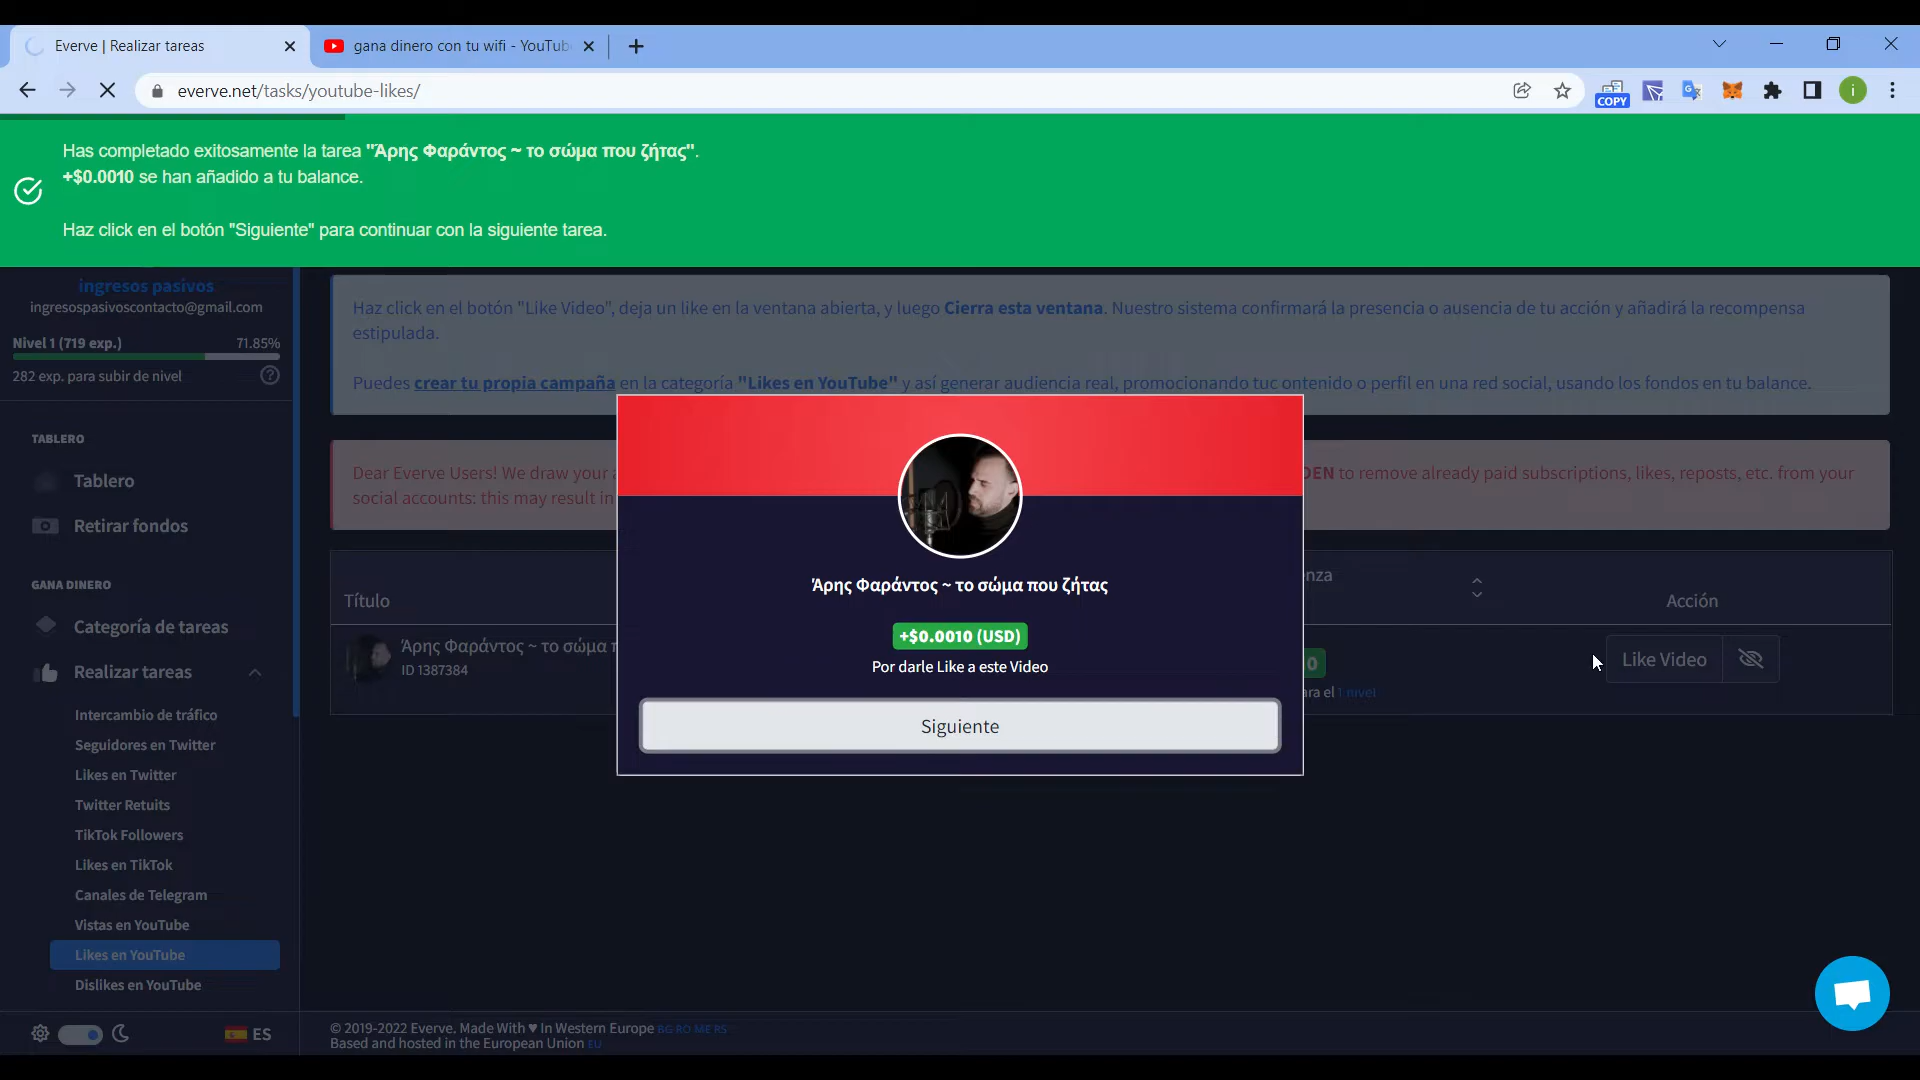 Everve | Realizar tareas
gana dinero con tu wifi - YouTub
everve.net/tasks/youtube-likes/
COPY
i
Has completado exitosamente la tarea "Άρης Φαράντος ~ το σώμα που ζήτας".
+$0.0010 se han añadido a tu balance.
Haz click en el botón "Siguiente" para continuar con la siguiente tarea.
ingresos pasivos
ingresospasivoscontacto@gmail.com
Nivel 1 (719 exp.) 71.85%
282 exp. para subir de nivel
TABLERO
Tablero
Retirar fondos
GANA DINERO
Categoría de tareas
Realizar tareas
Intercambio de tráfico
Seguidores en Twitter
Likes en Twitter
Twitter Retuits
TikTok Followers
Likes en TikTok
Canales de Telegram
Vistas en YouTube
Likes en YouTube
Dislikes en YouTube
ES
Haz click en el botón "Like Video", deja un like en la ventana abierta, y luego Cierra esta ventana. Nuestro sistema confirmará la presencia o ausencia de tu acción y añadirá la recompensa
estipulada.
Puedes crear tu propia campaña en la categoría "Likes en YouTube" y así generar audiencia real, promocionando tuc ontenido o perfil en una red social, usando los fondos en tu balance.
Dear Everve Users! We draw your a DEN to remove already paid subscriptions, likes, reposts, etc. from your
social accounts: this may result in
Título nza Acción
Άρης Φαράντος ~ το σώμα π
ID 1387384
0
ara el 1 nivel
Like Video
Άρης Φαράντος ~ το σώμα που ζήτας
+$0.0010 (USD)
Por darle Like a este Video
Siguiente
© 2019-2022 Everve. Made With ♥ In Western Europe BG RO ME RS
Based and hosted in the European Union EU